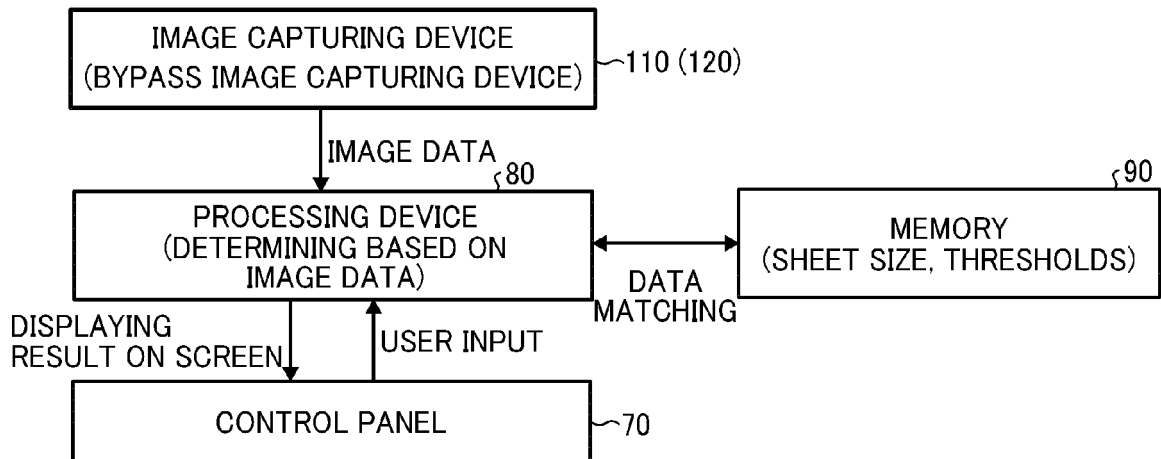 IMAGE CAPTURING DEVICE
(BYPASS IMAGE CAPTURING DEVICE)
110 (120)
IMAGE DATA
80
PROCESSING DEVICE
(DETERMINING BASED ON
IMAGE DATA)
90
MEMORY
(SHEET SIZE, THRESHOLDS)
DATA
MATCHING
DISPLAYING
RESULT ON SCREEN
USER INPUT
CONTROL PANEL
70